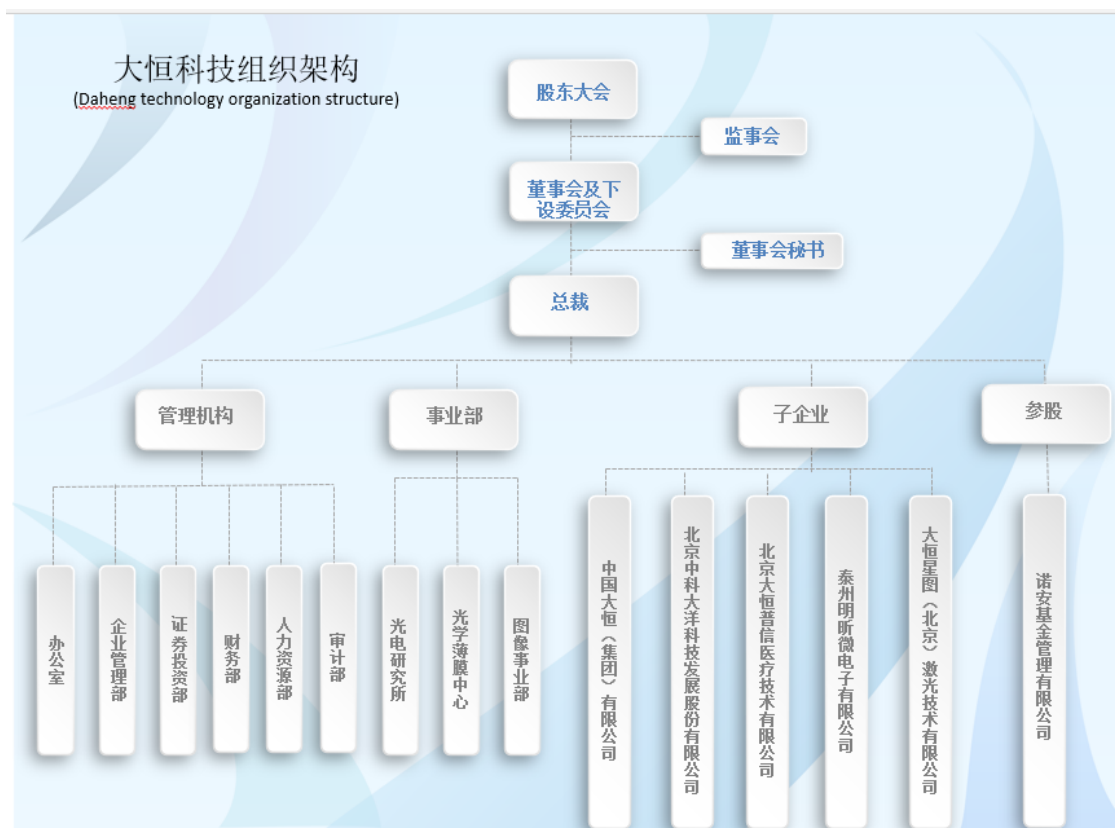 大恒科技组织架构
(Daheng technology organization structure)
股东大会
监事会
董事会及下
设委员会
董事会秘书
总裁
管理机构
事业部
子企业
参股
办公室
企业管理部
证券投资部
财务部
人力资源部
审计部
光电研究所
光学薄膜中心
图像事业部
中国大恒（集团）有限公司
北京中科大洋科技发展股份有限公司
北京大恒普信医疗技术有限公司
泰州明昕微电子有限公司
大恒星图（北京）激光技术有限公司
诺安基金管理有限公司